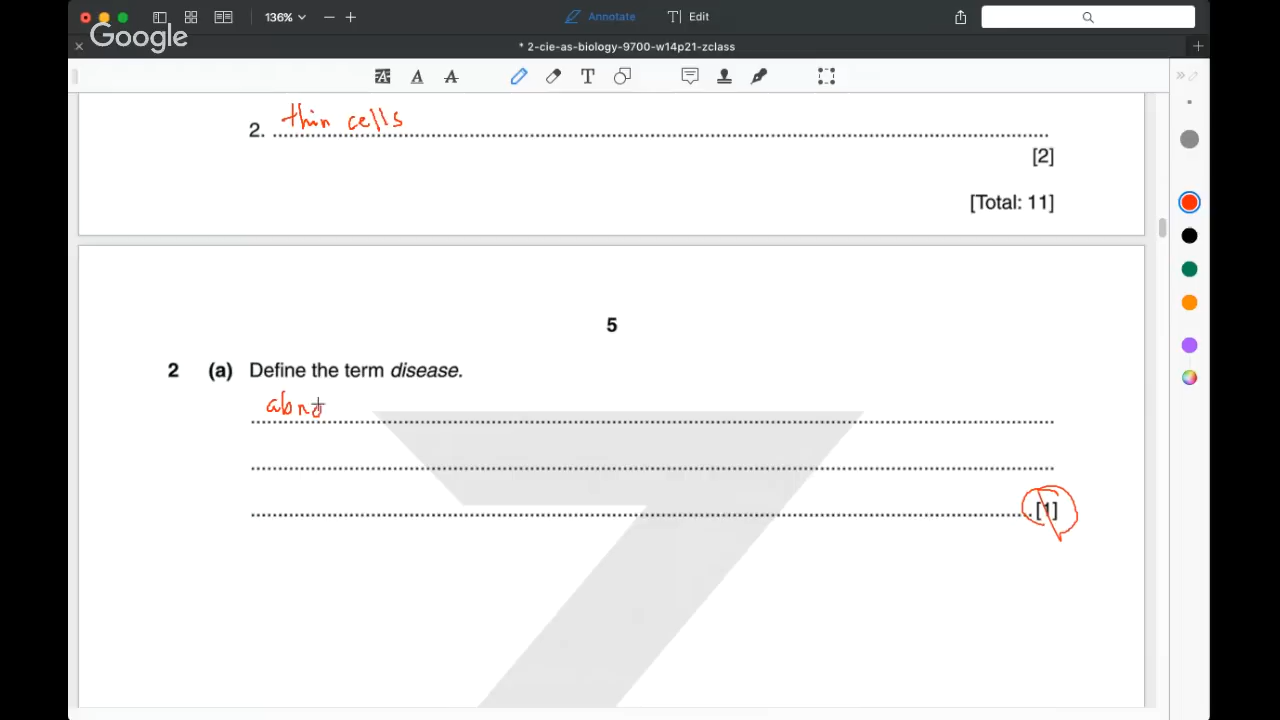 136%
Annotate
T Edit
Google
* 2-cie-as-biology-9700-w14p21-zclass
2. thin cells
[2]
[Total: 11]
5
2 (a) Define the term disease.
abno
[1]